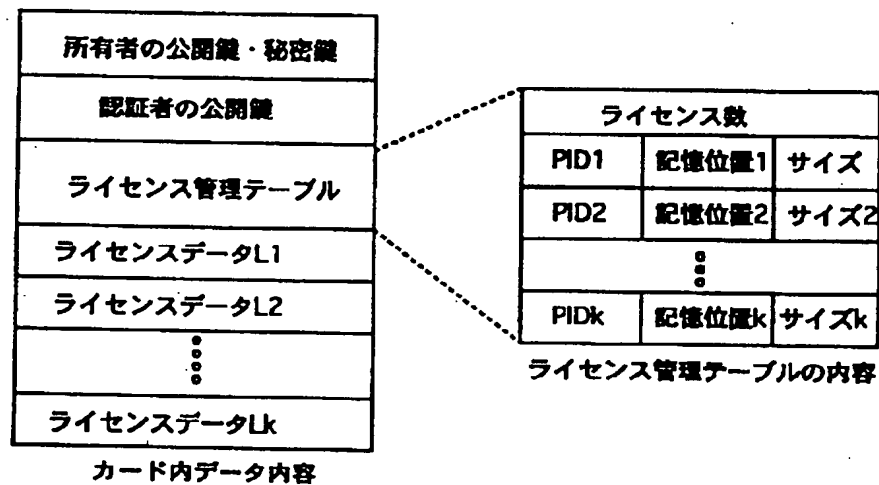 所有者の公開鍵・秘密鍵
認証者の公開鍵
ライセンス管理テーブル
ライセンスデータL1
ライセンスデータL2
ライセンスデータLk
カード内データ内容
ライセンス数
PID1 記憶位置1 サイズ
PID2 記憶位置2 サイズ2
PIDk 記憶位置k サイズk
ライセンス管理テーブルの内容